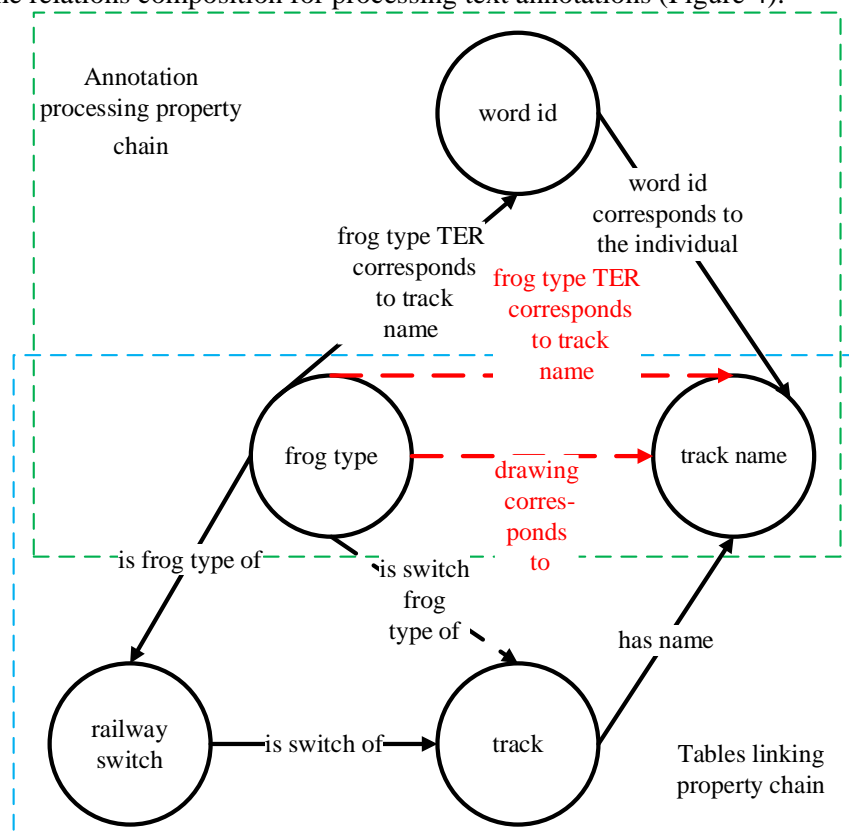 e relations composition for processing text annotations (Figure 4).
Annotation
processing property
chain
word id
word id
corresponds to
the individual
frog type TER
corresponds
to track
name
frog type TER
corresponds
to track
name
frog type
track name
drawing
corres-
ponds
to
is frog type of
is switch
frog
type of
has name
railway
switch
is switch of
track
Tables linking
property chain